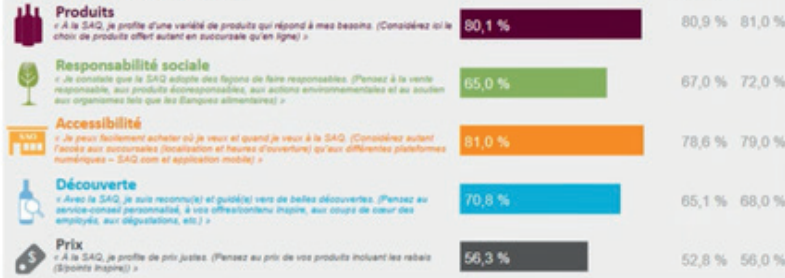 Produits
« A la SAQ, je profite d'une variété de produits qui répond à mes besoins. (Considérez ici le
choix de produits offert autant en succursale qu'en ligne) »
80,1 %
80,9 % 81,0 %
Responsabilité sociale
« Je constate que la SAQ adopte des façons de faire responsables. (Pensez à la vente
responsable, aux produits écoresponsables, aux actions environnementales et au soutien
aux organismes tels que les Banques alimentaires) »
65,0 %
67,0 % 72,0 %
SAQ
Accessibilité
« Je peux facilement acheter où je veux et quand je veux à la SAQ. (Considérez autant
l'accès aux succursales (localisation et heures d'ouverture) qu'aux différentes plateformes
numériques – SAQ.com et application mobile) »
81,0 %
78,6 % 79,0 %
Découverte
« Avec la SAQ, je suis reconnu(e) et guidé(e) vers de belles découvertes. (Pensez au
service-conseil personnalisé, à vos offres/contenu Inspire, aux coups de cœur des
employés, aux dégustations, etc.) »
70,8 %
65,1 % 68,0 %
$
Prix
« A la SAQ, je profite de prix justes. (Pensez au prix de vos produits incluant les rabais
($/points Inspire)) »
56,3 %
52,8 % 56,0 %